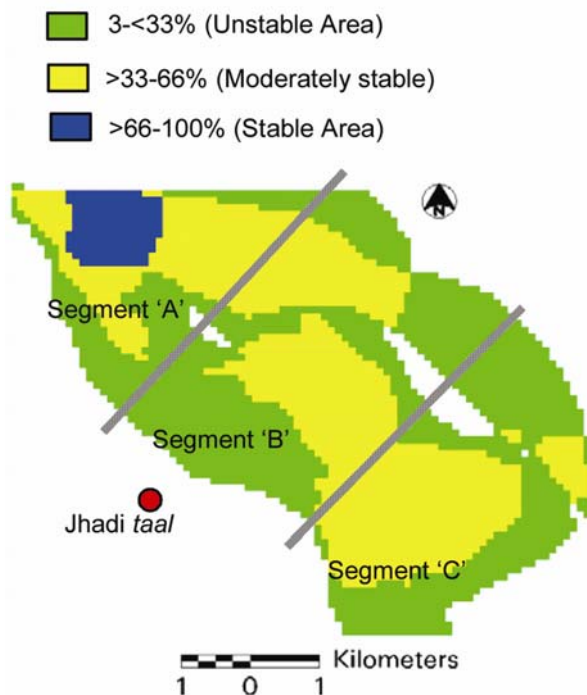 3-<33% (Unstable Area)
>33-66% (Moderately stable)
>66-100% (Stable Area)
N
Segment ‘A’
Segment ‘B’
Jhadi taal
Segment ‘C’
Kilometers
1 0 1